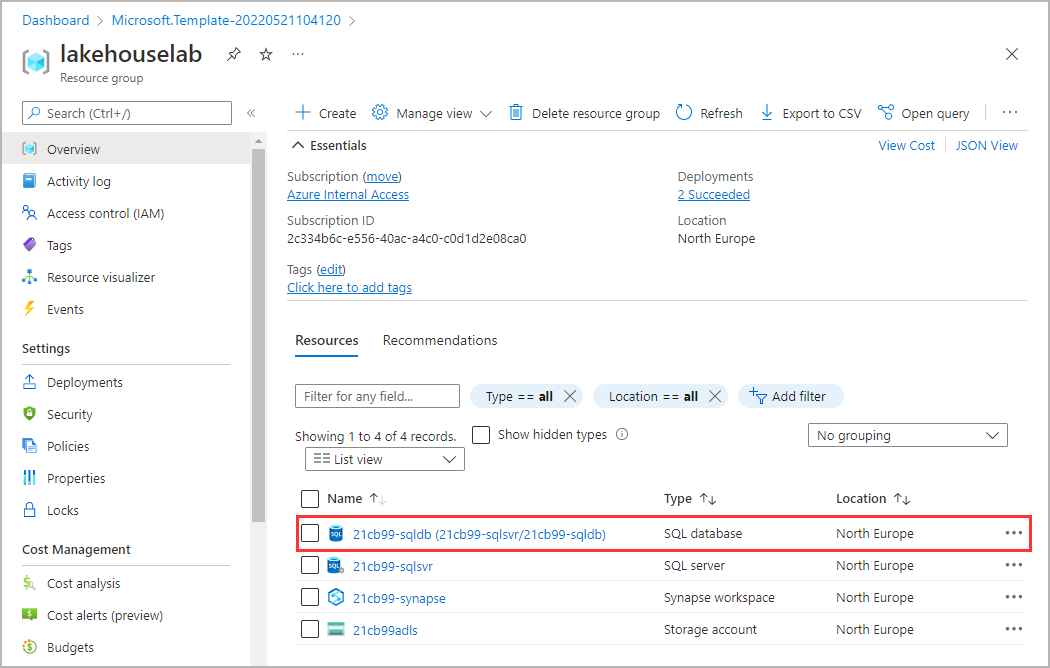 Dashboard > Microsoft.Template-20220521104120 >
lakehouselab
Resource group
Search (Ctrl+/)
Overview
Activity log
Access control (IAM)
Tags
Resource visualizer
Events
Settings
Deployments
Security
Policies
Properties
Locks
Cost Management
Cost analysis
Cost alerts (preview)
Budgets
Create Manage view Delete resource group Refresh Export to CSV Open query
Essentials View Cost JSON View
Subscription (move)
Azure Internal Access
Subscription ID
2c334b6c-e556-40ac-a4c0-c0d1d2e08ca0
Deployments
2 Succeeded
Location
North Europe
Tags (edit)
Click here to add tags
Resources Recommendations
Filter for any field... Type == all Location == all Add filter
Showing 1 to 4 of 4 records. Show hidden types No grouping
List view
Name Type Location
21cb99-sqldb (21cb99-sqlsvr/21cb99-sqldb) SQL database North Europe
21cb99-sqlsvr SQL server North Europe
21cb99-synapse Synapse workspace North Europe
21cb99adls Storage account North Europe